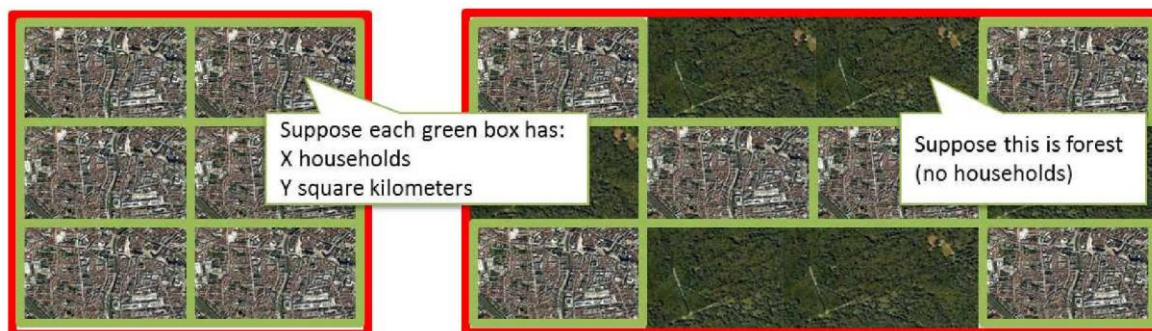 Suppose each green box has:
X households
Y square kilometers
Suppose this is forest
(no households)